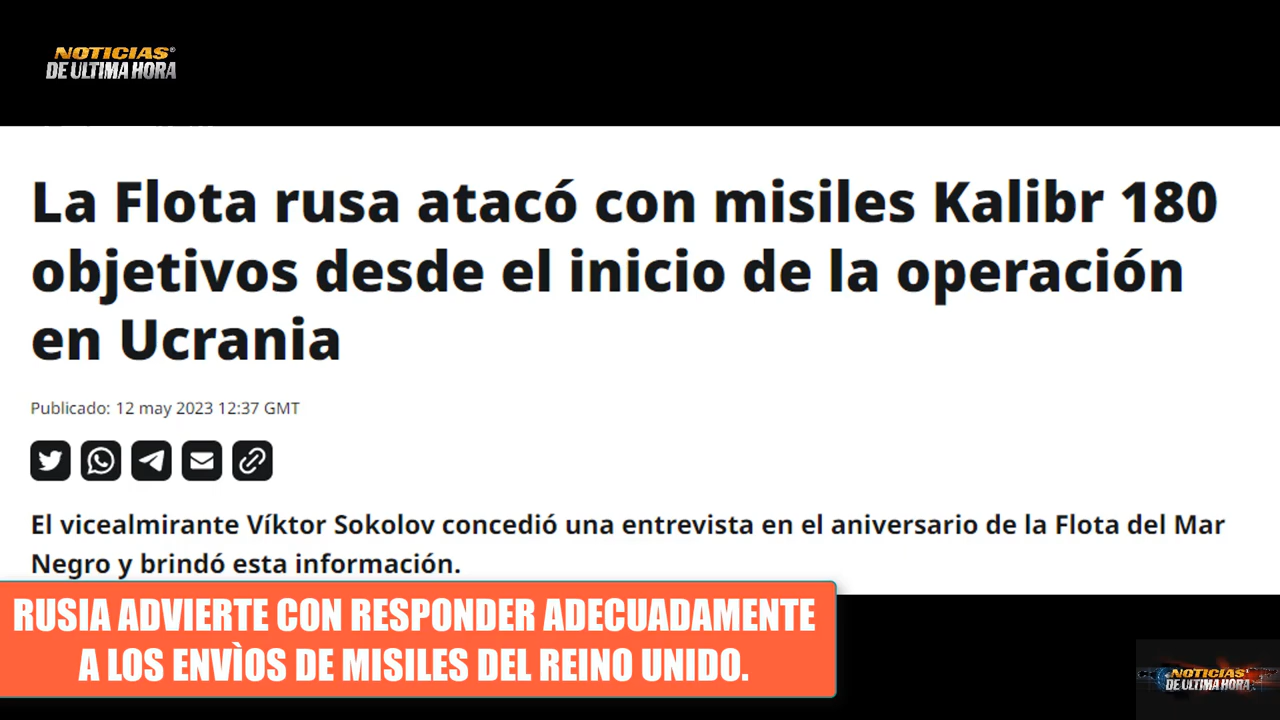 NOTICIAS®
DE ULTIMA HORA
La Flota rusa atacó con misiles Kalibr 180
objetivos desde el inicio de la operación
en Ucrania
Publicado: 12 may 2023 12:37 GMT
El vicealmirante Víktor Sokolov concedió una entrevista en el aniversario de la Flota del Mar
Negro y brindó esta información.
RUSIA ADVIERTE CON RESPONDER ADECUADAMENTE
A LOS ENVÌOS DE MISILES DEL REINO UNIDO.
NOTICIAS
DE ULTIMA HORA